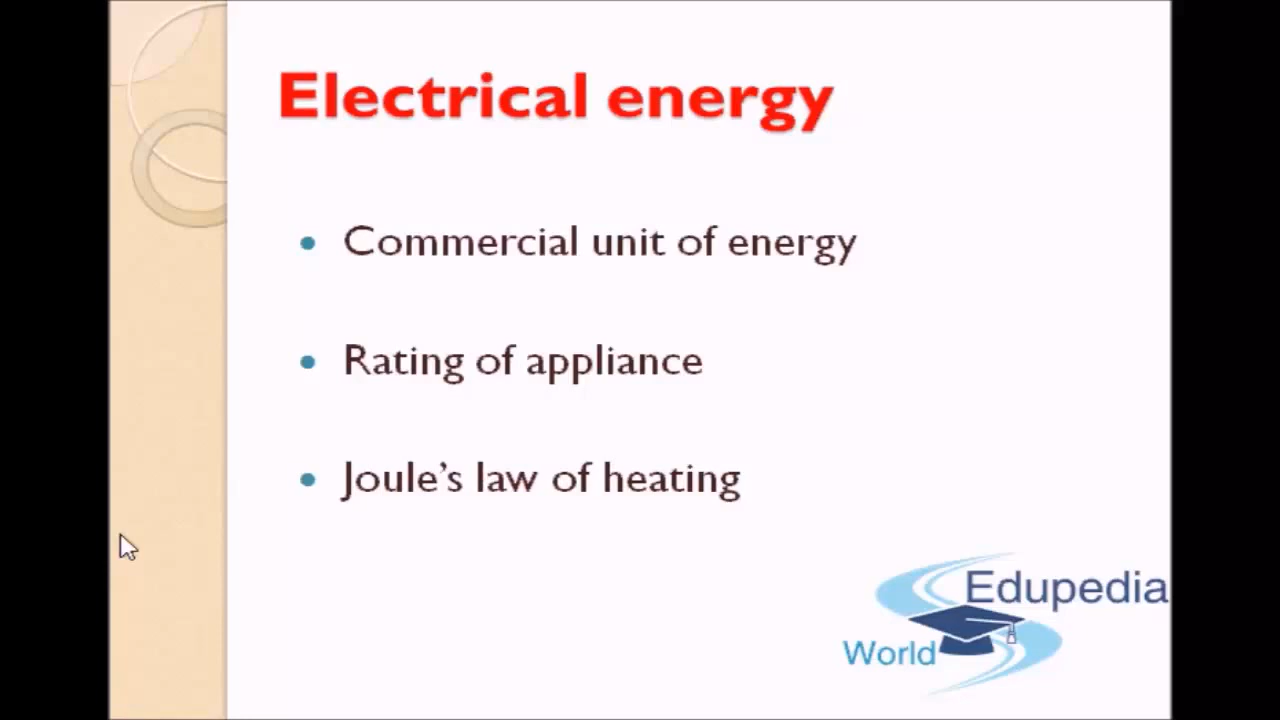 Electrical energy
• Commercial unit of energy
• Rating of appliance
• Joule’s law of heating
Edupedia
World